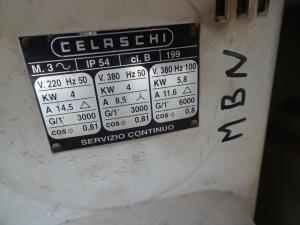 CELASCHI
M. 3 ~ IP 54 cl. B 199
V. 220 Hz 50 V. 380 Hz 50 V. 380 Hz 100
KW 4 KW 4 KW 5,8
A 14,5 △ A 8,5 A 11.6 △
G/1' 3000 G/1' 3000 G/1' 6000
cos φ 0,81 cos φ 0,81 cos φ 0,8
SERVIZIO CONTINUO
MBN